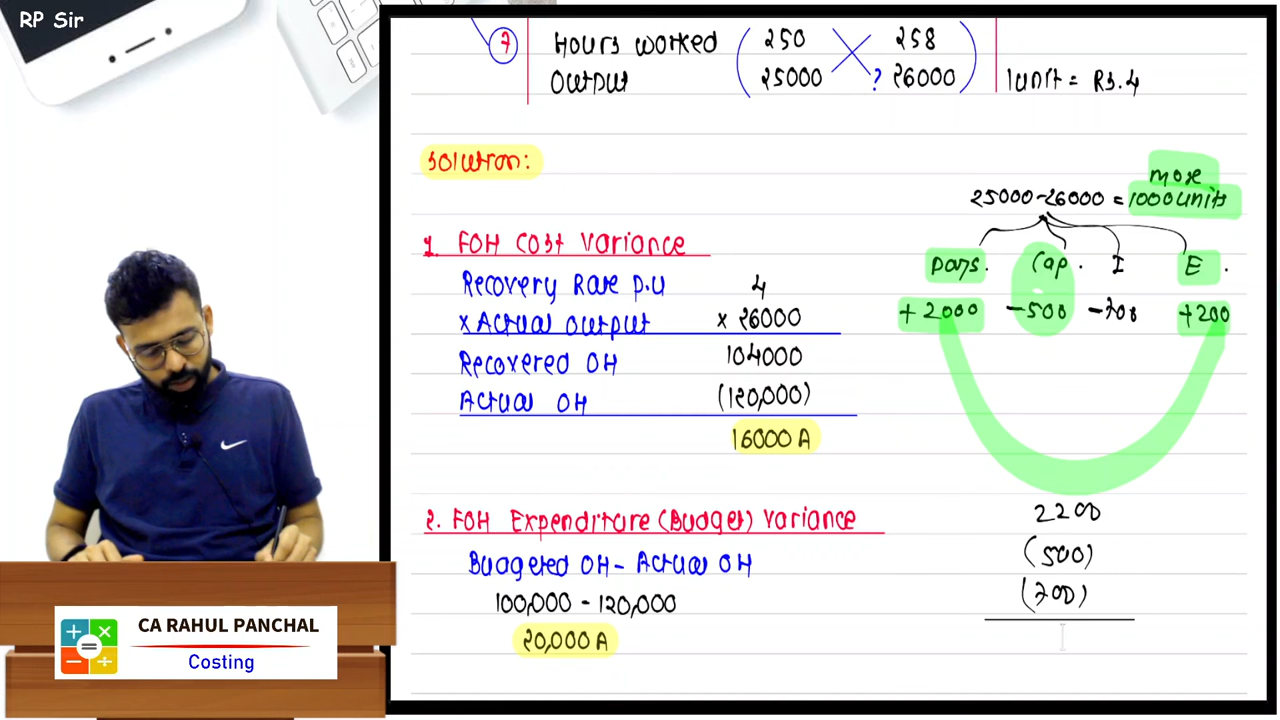 RP Sir
7 Hours worked ( 250 258 )
Output ( 25000 ? 26000 ) 1unit = Rs.4
Solution:
more
25000-26000 = 1000 units
1. FOH Cost Variance
Days. Cap. I E.
Recovery Rate p.u 4
+2000 -500 -700 +200
x Actual Output x 26000
Recovered OH 104000
Actual OH (120,000)
16000 A
2. FOH Expenditure (Budget) Variance
2200
Budgeted OH - Actual OH
(500)
100,000 - 120,000
(700)
20,000 A
CA RAHUL PANCHAL
Costing